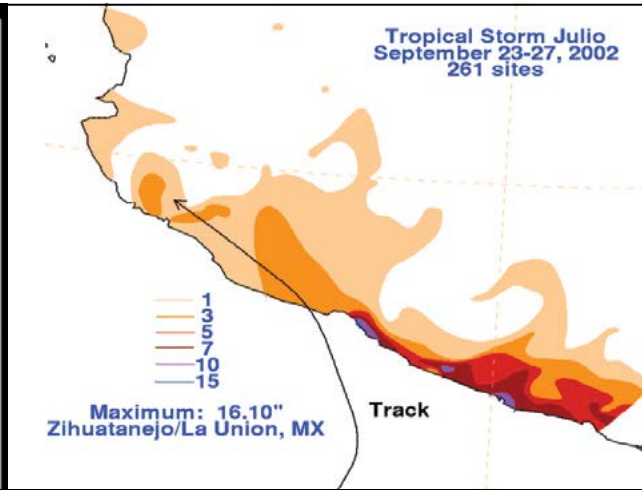 Tropical Storm Julio
September 23-27, 2002
261 sites
1
3
5
7
10
15
Maximum: 16.10"
Zihuatanejo/La Union, MX
Track